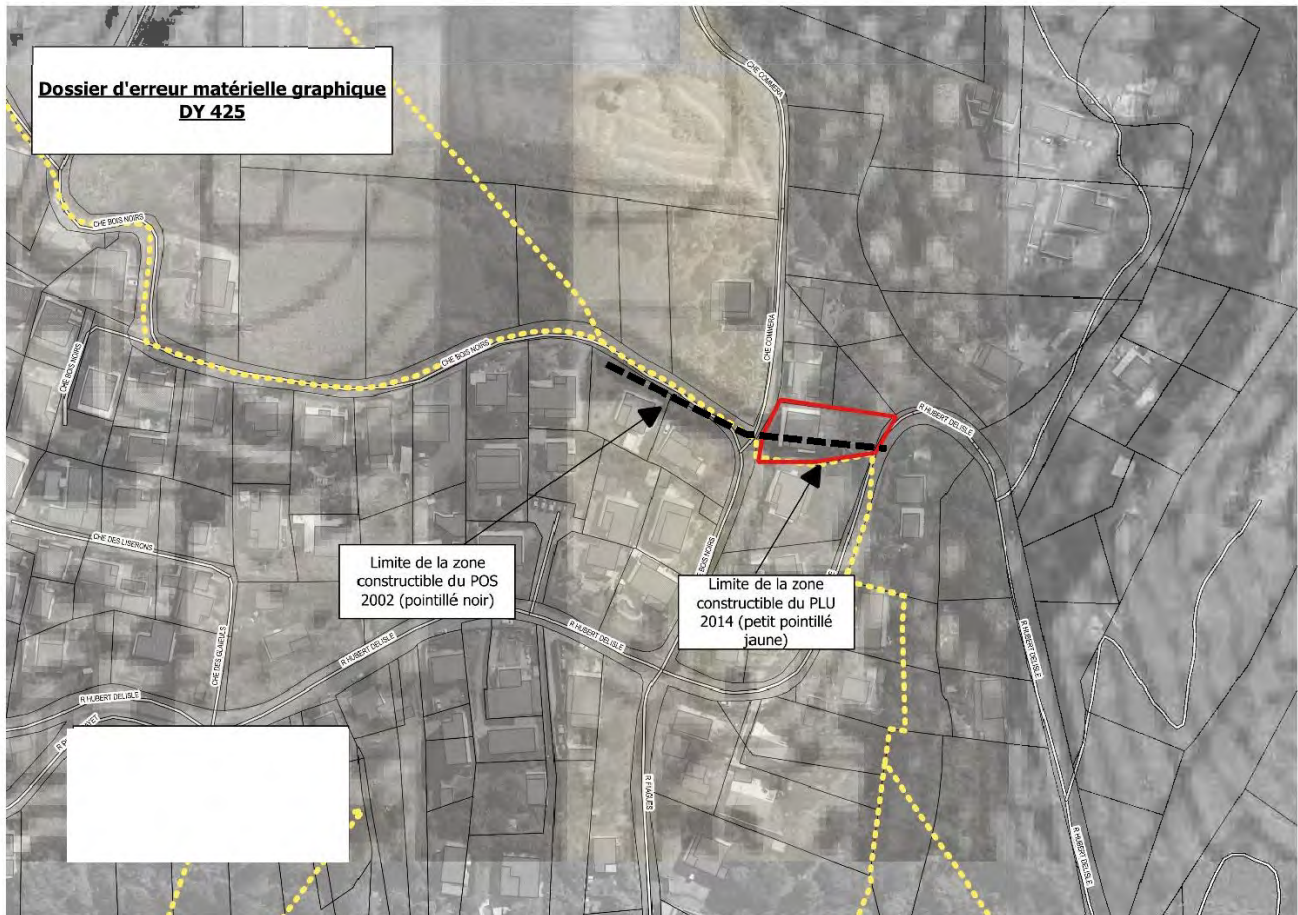 Dossier d'erreur matérielle graphique
DY 425
CHE COMMERA
CHE BOIS NOIRS
CHE BOIS NOIRS
CHE BOIS NOIRS
CHE COMMERA
R HUBERT DELISLE
CHE DES LISERONS
Limite de la zone
constructible du POS
2002 (pointillé noir)
BOIS NOIRS
Limite de la zone
constructible du PLU
2014 (petit pointillé
jaune)
CHE DES GLAIEULS
R HUBERT DELISLE
R HUBERT DELISLE
R HUBERT DELISLE
R HUBERT DELISLE
R HUBERT DELISLE